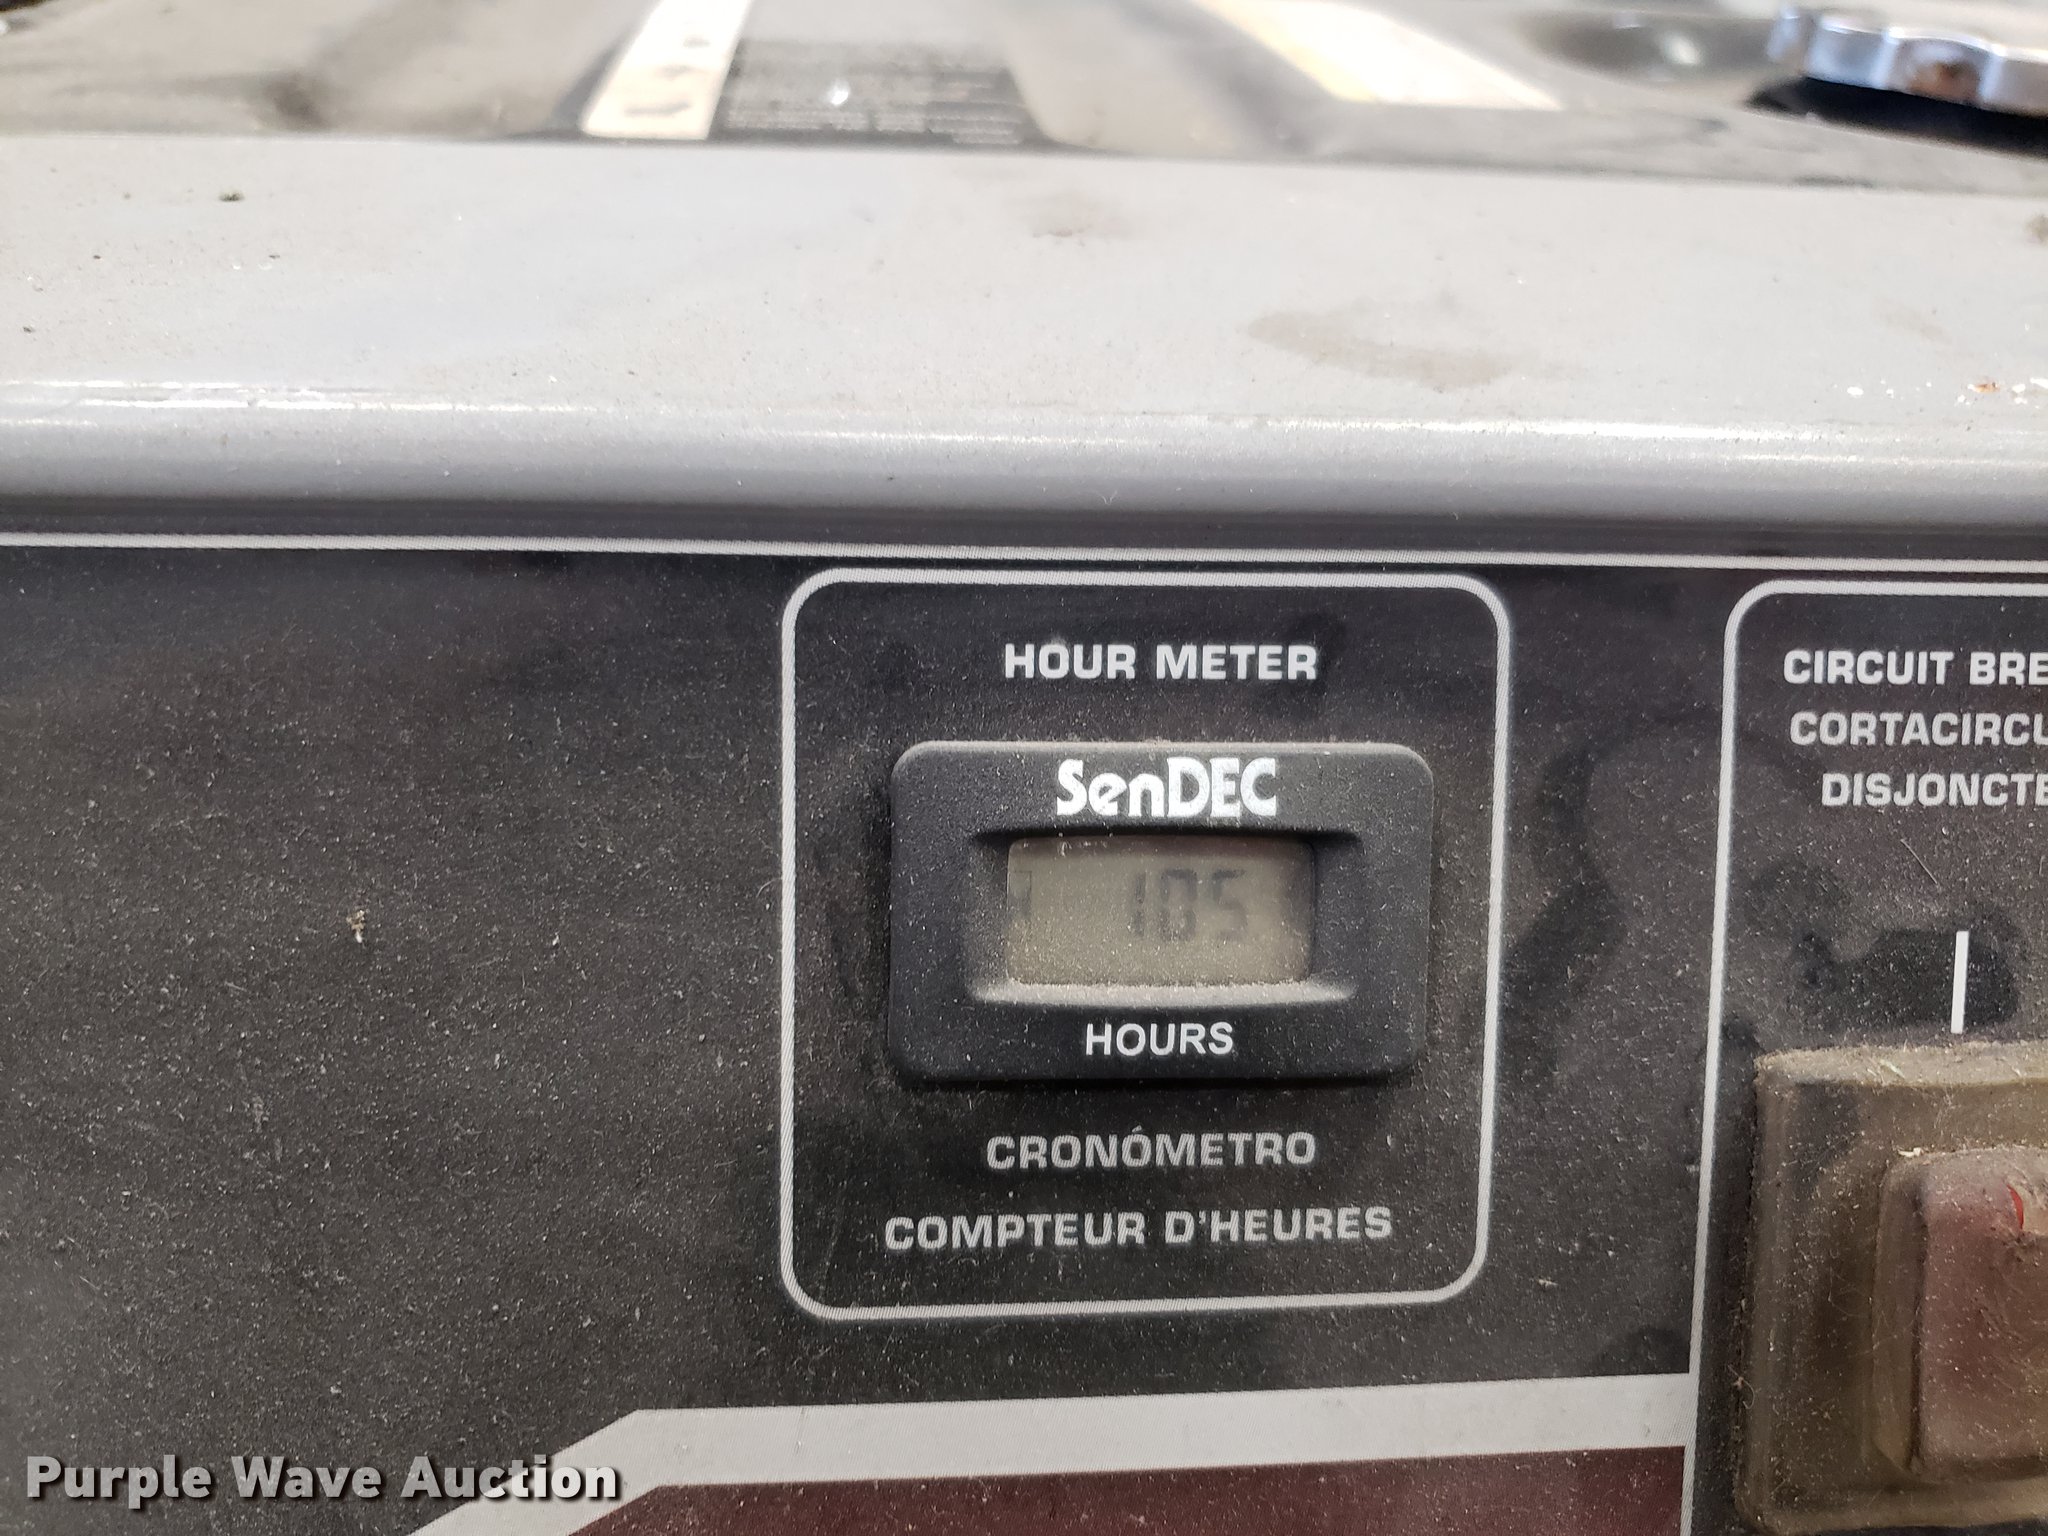 HOUR METER
SenDEC
105
HOURS
CRONÓMETRO
COMPTEUR D'HEURES
CIRCUIT BRE
CORTACIRCU
DISJONCTE
Purple Wave Auction